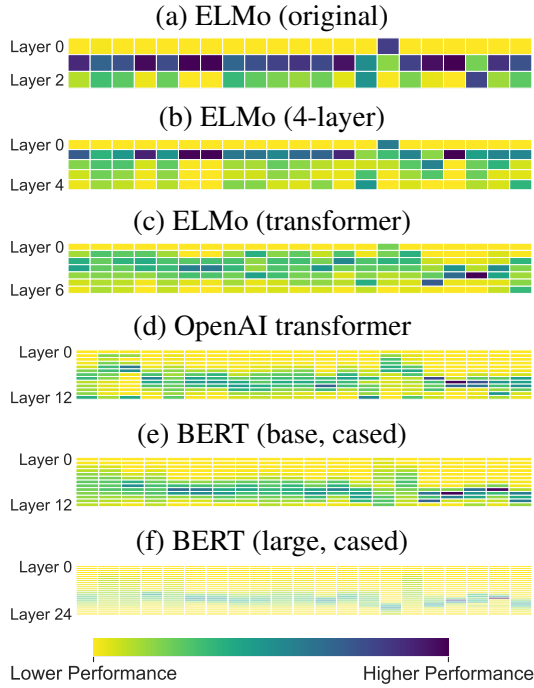 (a) ELMo (original)
Layer 0
Layer 2
(b) ELMo (4-layer)
Layer 0
Layer 4
(c) ELMo (transformer)
Layer 0
Layer 6
(d) OpenAI transformer
Layer 0
Layer 12
(e) BERT (base, cased)
Layer 0
Layer 12
(f) BERT (large, cased)
Layer 0
Layer 24
Lower Performance Higher Performance